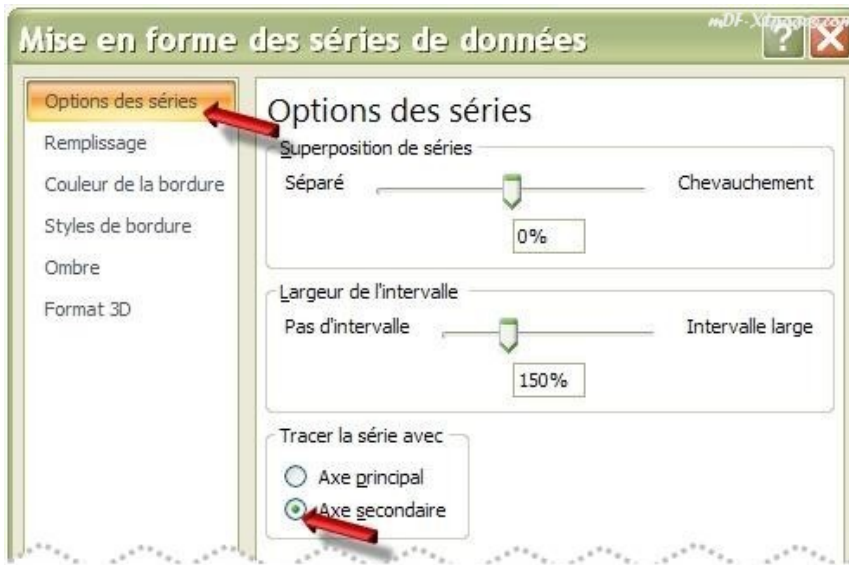 Mise en forme des séries de données
Options des séries
Remplissage
Couleur de la bordure
Styles de bordure
Ombre
Format 3D
Options des séries
Superposition de séries
Séparé Chevauchement
0%
Largeur de l'intervalle
Pas d'intervalle Intervalle large
150%
Tracer la série avec
Axe principal
Axe secondaire